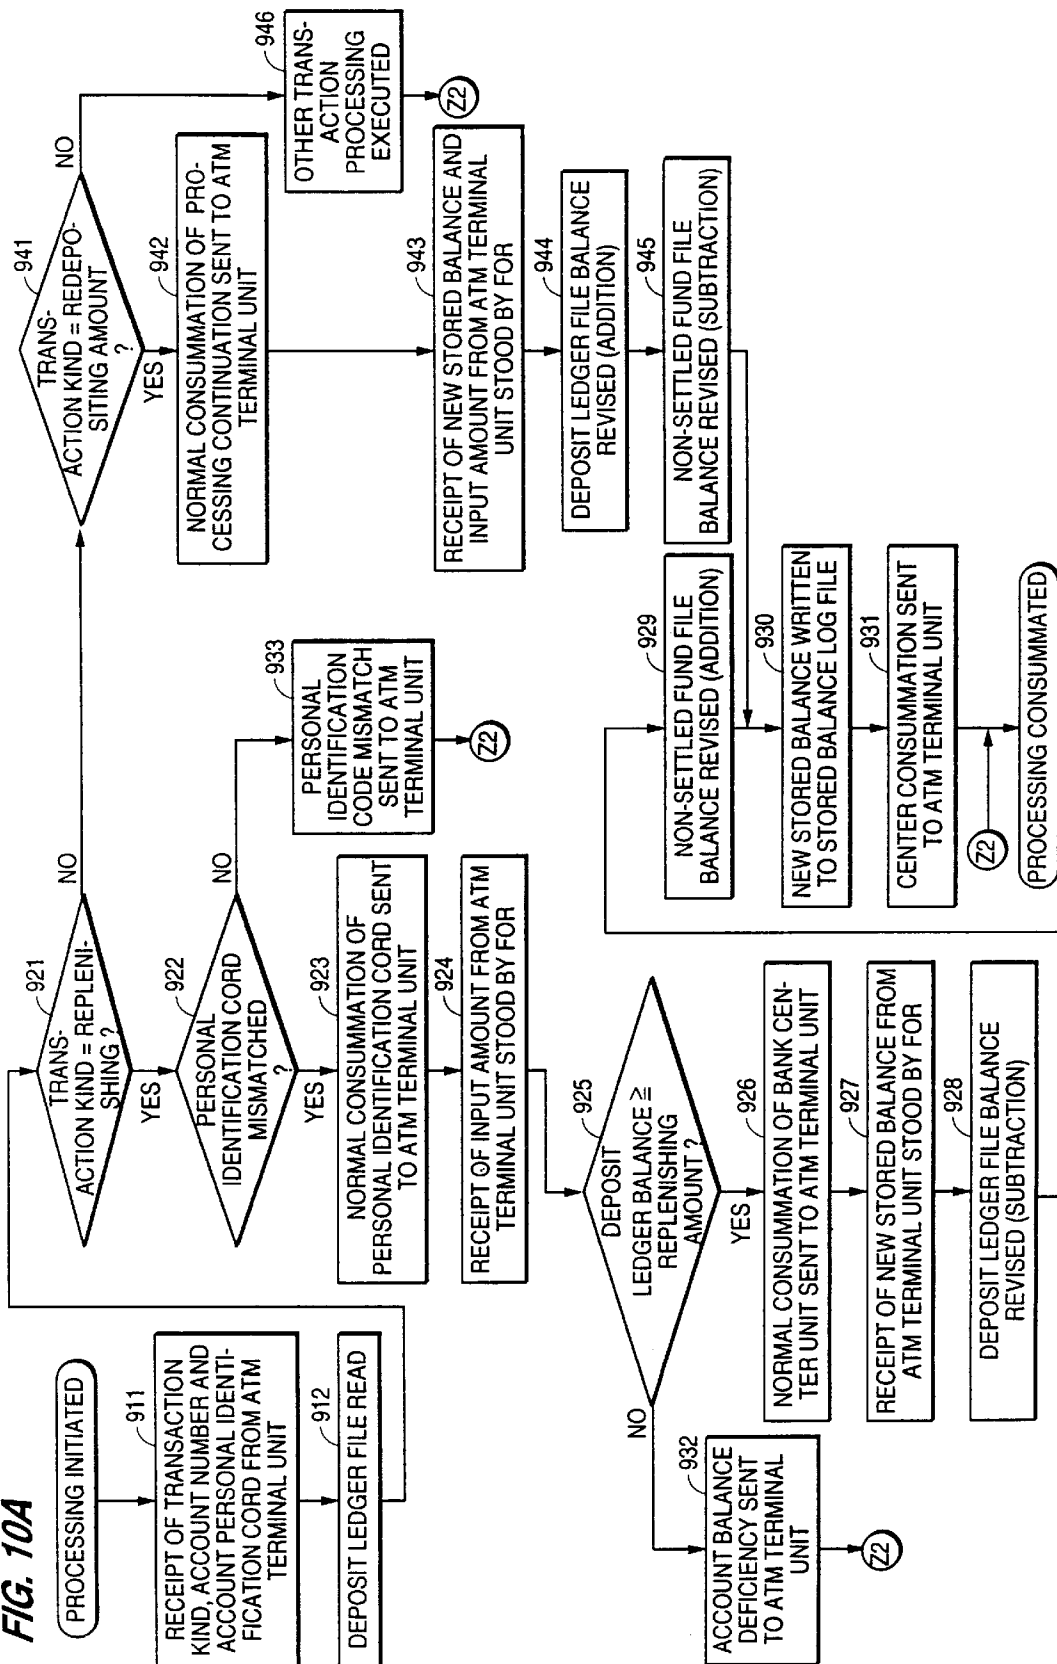 FIG. 10A
PROCESSING INITIATED
911
RECEIPT OF TRANSACTION
KIND, ACCOUNT NUMBER AND
ACCOUNT PERSONAL IDENTI-
FICATION CORD FROM ATM
TERMINAL UNIT
912
DEPOSIT LEDGER FILE READ
921
TRANS-
ACTION KIND = REPLENI-
SHING ?
YES
NO
922
PERSONAL
IDENTIFICATION CORD
MISMATCHED
?
YES
NO
923
NORMAL CONSUMMATION OF
PERSONAL IDENTIFICATION CORD SENT
TO ATM TERMINAL UNIT
924
RECEIPT OF INPUT AMOUNT FROM ATM
TERMINAL UNIT STOOD BY FOR
933
PERSONAL
IDENTIFICATION
CODE MISMATCH
SENT TO ATM
TERMINAL UNIT
Z2
925
DEPOSIT
LEDGER BALANCE ≧
REPLENISHING
AMOUNT ?
NO
YES
932
ACCOUNT BALANCE
DEFICIENCY SENT
TO ATM TERMINAL
UNIT
Z2
926
NORMAL CONSUMMATION OF BANK CEN-
TER UNIT SENT TO ATM TERMINAL UNIT
927
RECEIPT OF NEW STORED BALANCE FROM
ATM TERMINAL UNIT STOOD BY FOR
928
DEPOSIT LEDGER FILE BALANCE
REVISED (SUBTRACTION)
929
NON-SETTLED FUND FILE
BALANCE REVISED (ADDITION)
930
NEW STORED BALANCE WRITTEN
TO STORED BALANCE LOG FILE
931
CENTER CONSUMMATION SENT
TO ATM TERMINAL UNIT
Z2
PROCESSING CONSUMMATED
941
TRANS-
ACTION KIND = REDEPO-
SITING AMOUNT
?
YES
NO
942
NORMAL CONSUMMATION OF PRO-
CESSING CONTINUATION SENT TO ATM
TERMINAL UNIT
943
RECEIPT OF NEW STORED BALANCE AND
INPUT AMOUNT FROM ATM TERMINAL
UNIT STOOD BY FOR
944
DEPOSIT LEDGER FILE BALANCE
REVISED (ADDITION)
945
NON-SETTLED FUND FILE
BALANCE REVISED (SUBTRACTION)
946
OTHER TRANS-
ACTION
PROCESSING
EXECUTED
Z2